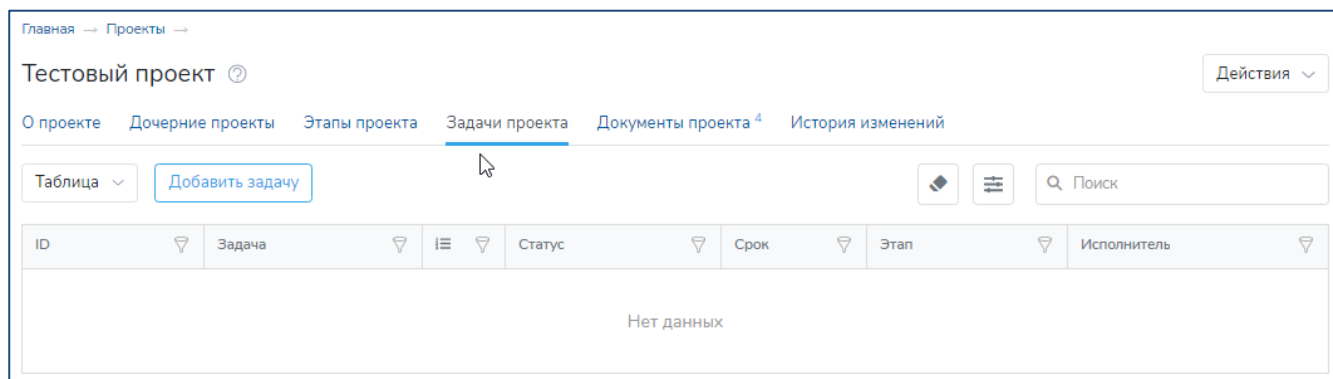 Главная → Проекты →
Тестовый проект
Действия
О проекте Дочерние проекты Этапы проекта Задачи проекта Документы проекта 4 История изменений
Таблица Добавить задачу Поиск
ID Задача Статус Срок Этап Исполнитель
Нет данных